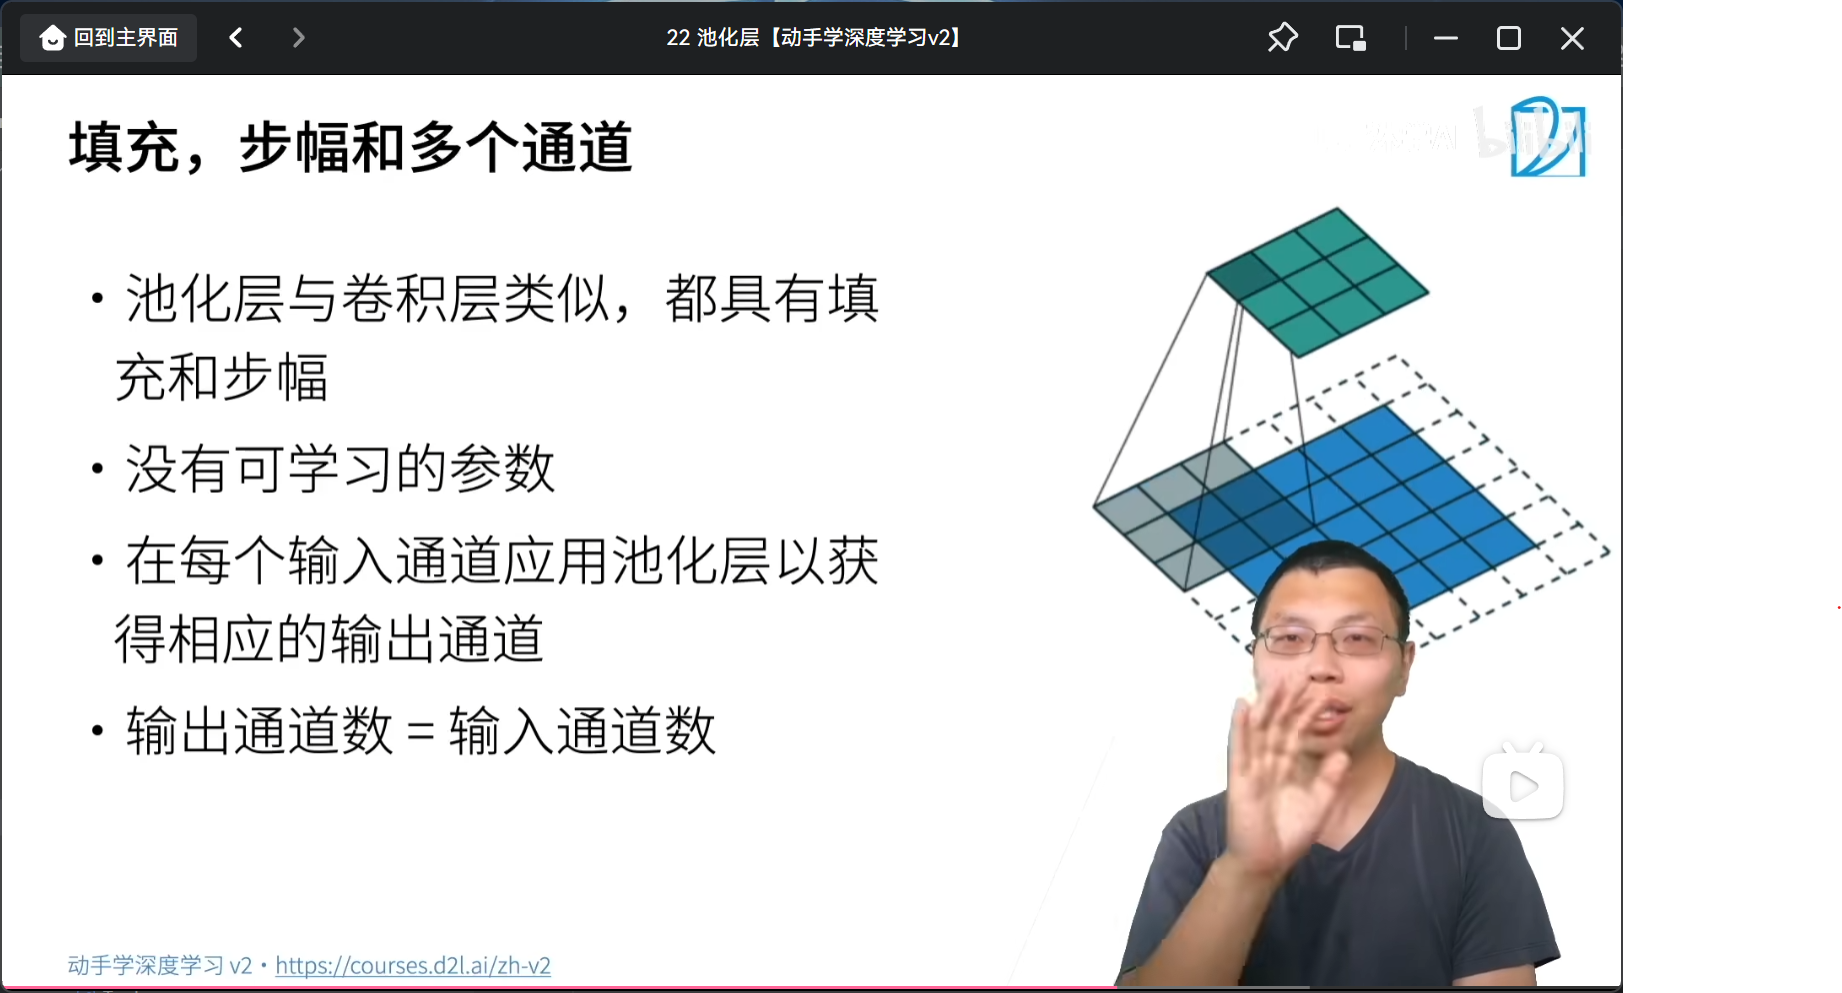 回到主界面
22 池化层【动手学深度学习v2】
填充，步幅和多个通道
bilibili
• 池化层与卷积层类似，都具有填
充和步幅
• 没有可学习的参数
• 在每个输入通道应用池化层以获
得相应的输出通道
• 输出通道数 = 输入通道数
动手学深度学习 v2 • https://courses.d2l.ai/zh-v2